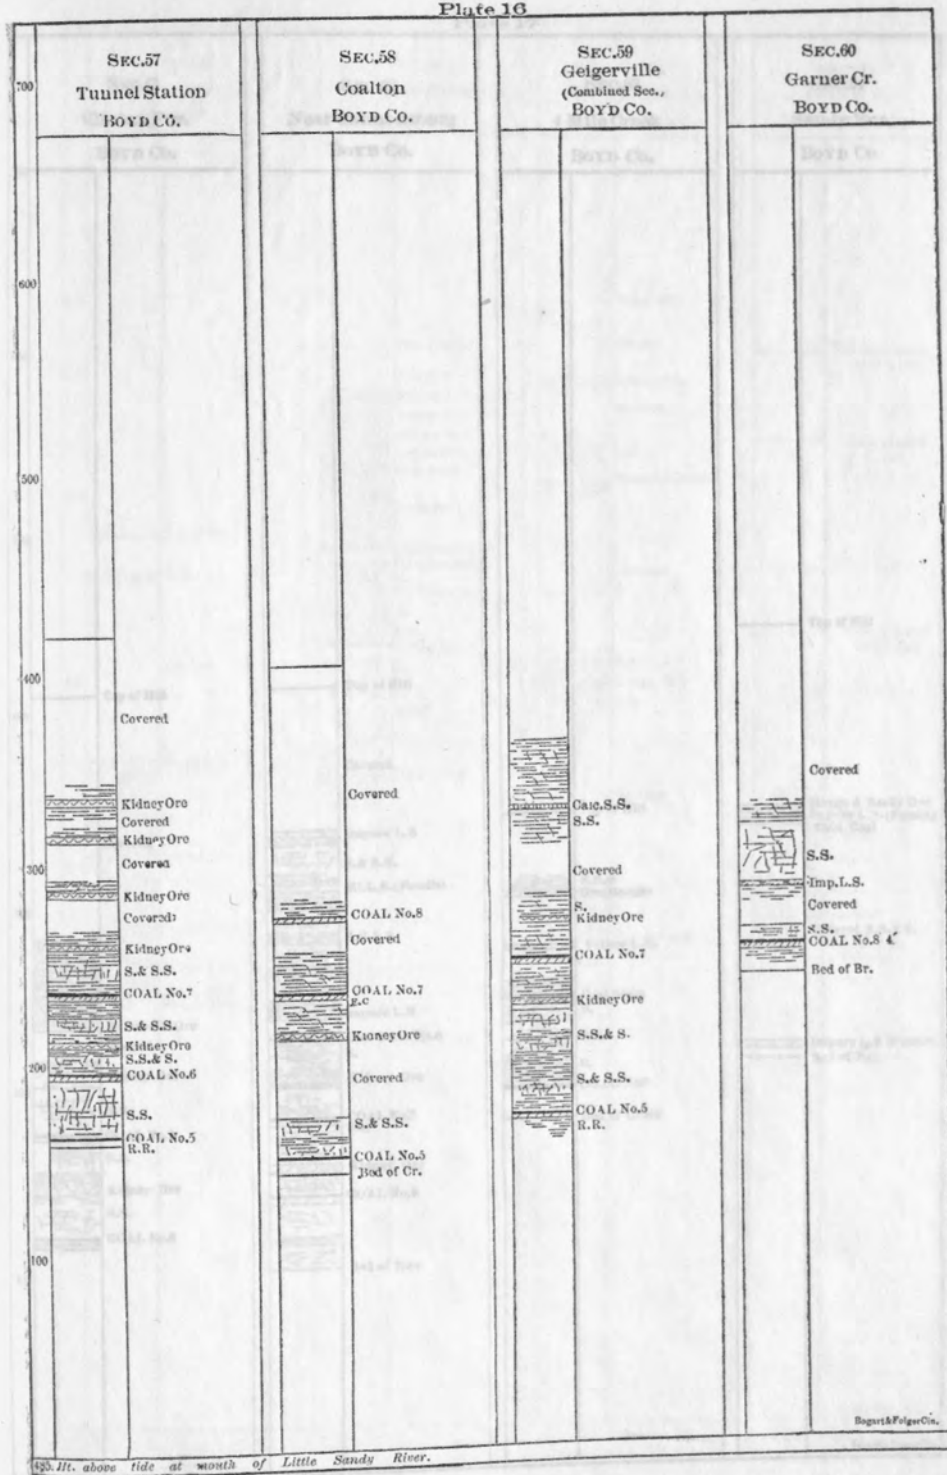 Plate 16
SEC.57
Tunnel Station
BOYD CO.
SEC.58
Coalton
BOYD CO.
SEC.59
Geigerville
(Combined Sec.,
BOYD CO.
SEC.60
Garner Cr.
BOYD CO.
700
600
500
400
300
200
100
Covered
Kidney Ore
Covered
Kidney Ore
Covered
Kidney Ore
Covered
Kidney Ore
S.& S.S.
COAL No.7
S.& S.S.
Kidney Ore
S.S.& S.
COAL No.6
S.S.
COAL No.5
R.R.
Covered
COAL No.8
Covered
COAL No.7
F.C
Kidney Ore
Covered
S.& S.S.
COAL No.5
Bed of Cr.
Calc.S.S.
S.S.
Covered
S.
Kidney Ore
COAL No.7
Kidney Ore
S.S.& S.
S.& S.S.
COAL No.5
R.R.
Covered
S.S.
Imp.L.S.
Covered
S.S.
COAL No.8 4'
Bed of Br.
Bogart&FolgerCin.
Ht. above tide at mouth of Little Sandy River.